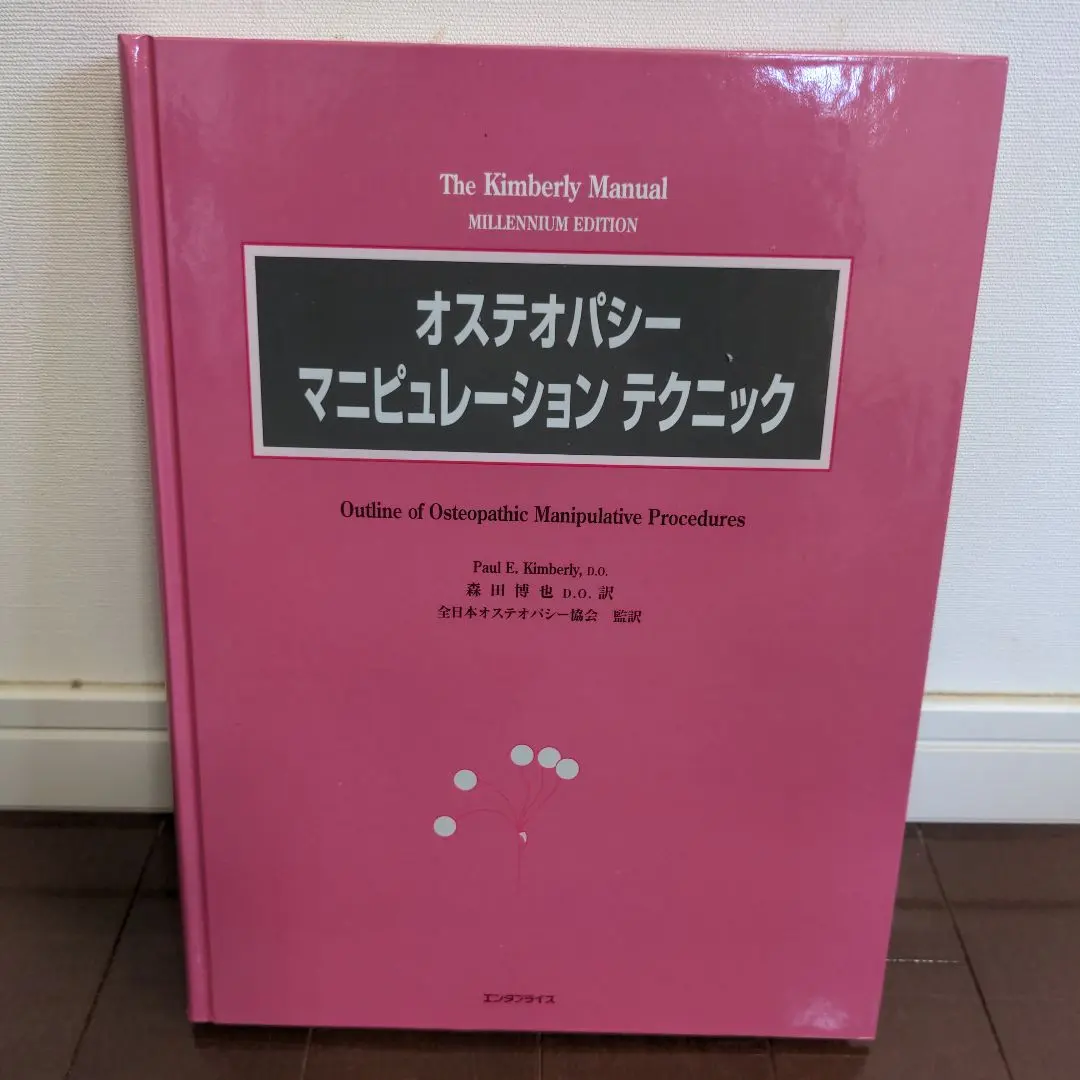 The Kimberly Manual
MILLENNIUM EDITION
オステオパシー
マニピュレーション テクニック
Outline of Osteopathic Manipulative Procedures
Paul E. Kimberly, D.O.
森田博也 D.O. 訳
全日本オステオパシー協会 監訳
エンタプライズ